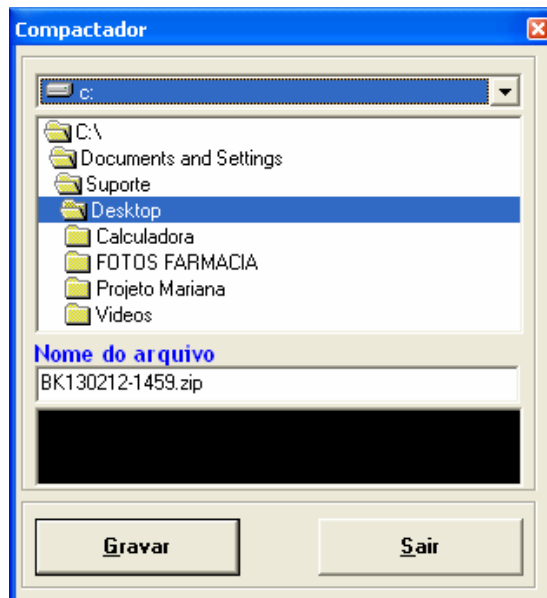 Compactador
c:
C:\
Documents and Settings
Suporte
Desktop
Calculadora
FOTOS FARMACIA
Projeto Mariana
Videos
Nome do arquivo
BK130212-1459.zip
Gravar
Sair